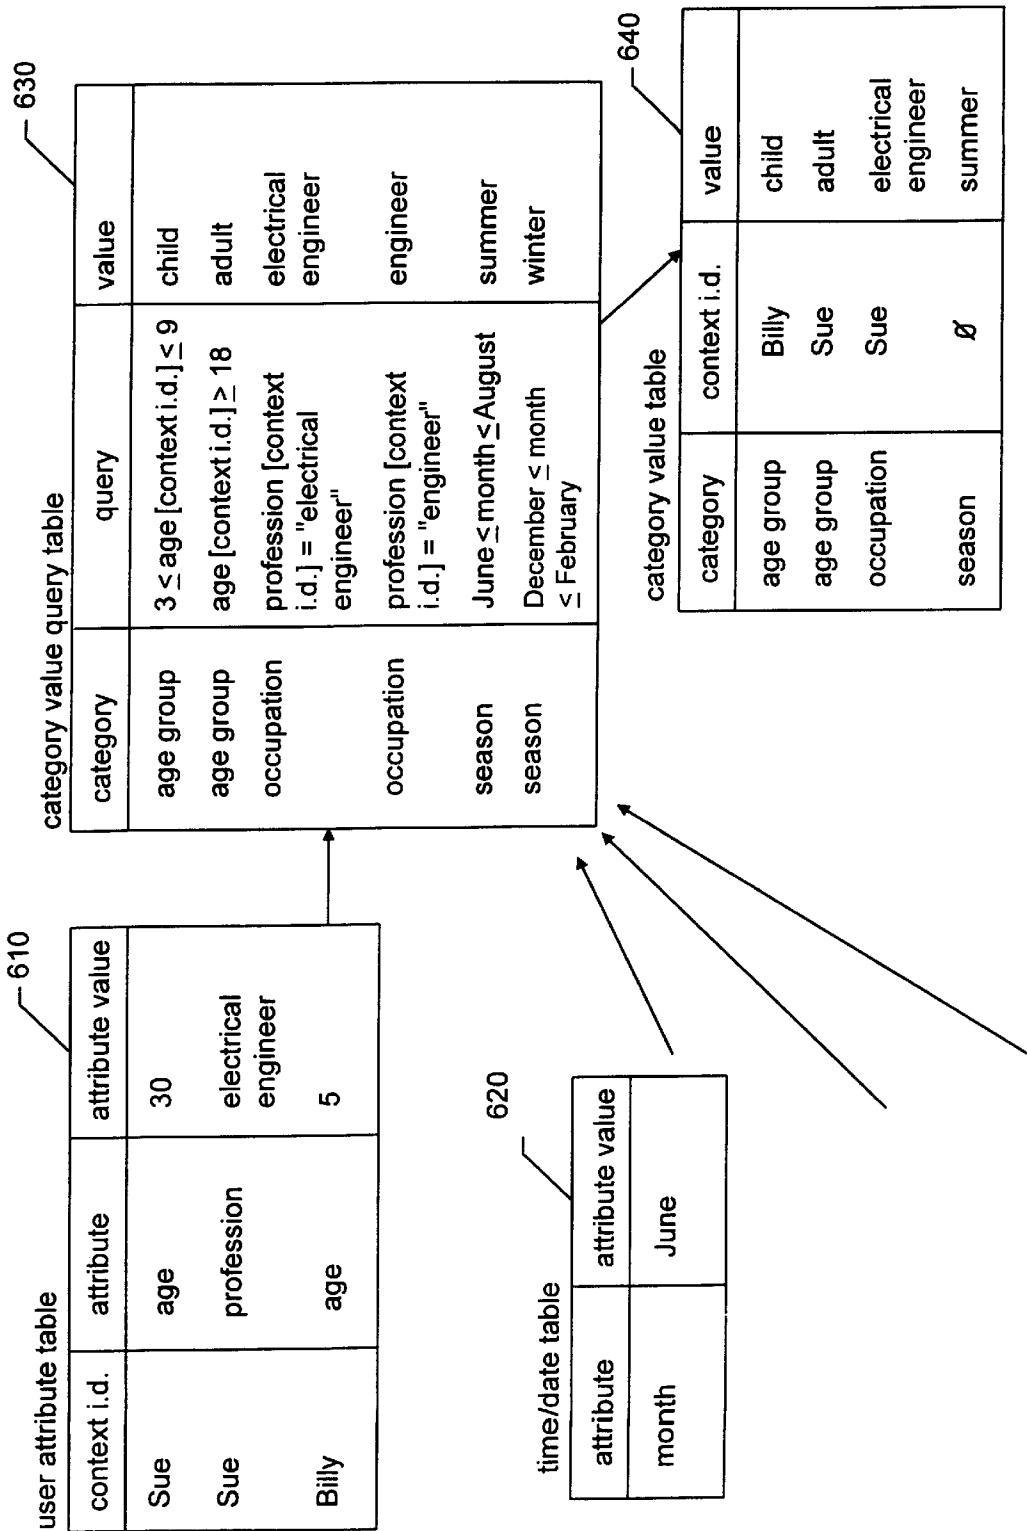 user attribute table
610
context i.d. attribute attribute value
Sue age 30
Sue profession electrical
engineer
Billy age 5
time/date table
620
attribute attribute value
month June
category value query table
630
category query value
age group 3 ≤ age [context i.d.] ≤ 9 child
age group age [context i.d.] ≥ 18 adult
occupation profession [context electrical
i.d.] = "electrical engineer
engineer"
occupation profession [context engineer
i.d.] = "engineer"
season June ≤ month ≤ August summer
season December ≤ month winter
≤ February
category value table
640
category context i.d. value
age group Billy child
age group Sue adult
occupation Sue electrical
engineer
season Ø summer